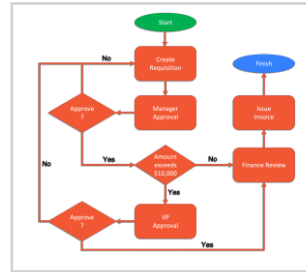 Start
No
Create
Requisition
Finish
Approve
?
Manager
Approval
Issue
Invoice
Yes
Amount
exceeds
$10,000
No
Finance Review
No
Yes
Approve
?
VP
Approval
Yes